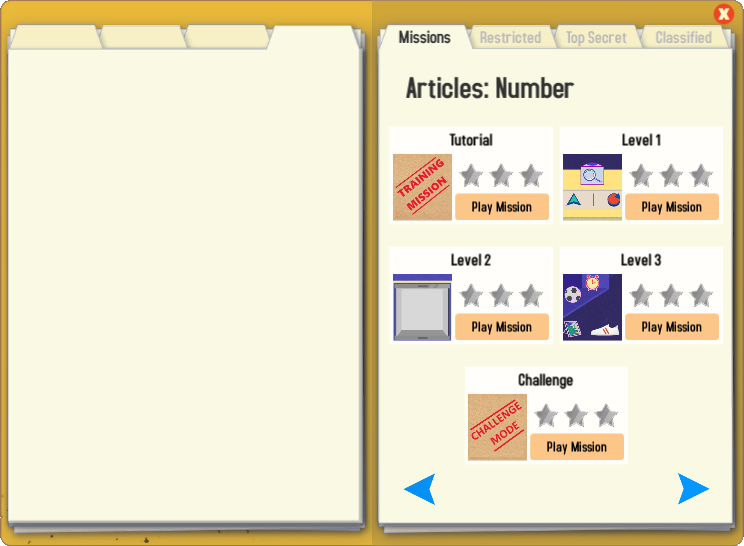 X
Missions
Restricted
Top Secret
Classified
Articles: Number
Tutorial
TRAINING
MISSION
Play Mission
Level 1
Play Mission
Level 2
Play Mission
Level 3
Play Mission
Challenge
CHALLENGE
MODE
Play Mission